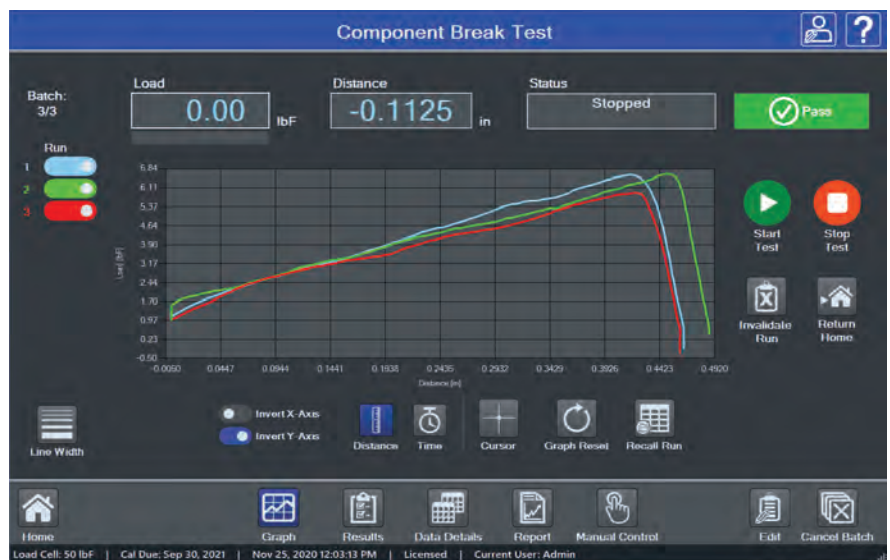 Component Break Test
?
Batch:
3/3
Load
0.00
lbF
Distance
-0.1125
in
Status
Stopped
Pass
Run
1
2
3
6.84
6.11
5.37
4.64
3.90
3.17
2.44
1.70
0.97
0.23
-0.50
Load [lbF]
-0.0050 0.0447 0.0944 0.1441 0.1938 0.2435 0.2932 0.3429 0.3926 0.4423 0.4920
Distance [in]
Start
Test
Stop
Test
Invalidate
Run
Return
Home
Line Width
Invert X-Axis
Invert Y-Axis
Distance
Time
Cursor
Graph Reset
Recall Run
Home
Graph
Results
Data Details
Report
Manual Control
Edit
Cancel Batch
Load Cell: 50 lbF | Cal Due: Sep 30, 2021 | Nov 25, 2020 12:03:13 PM | Licensed | Current User: Admin